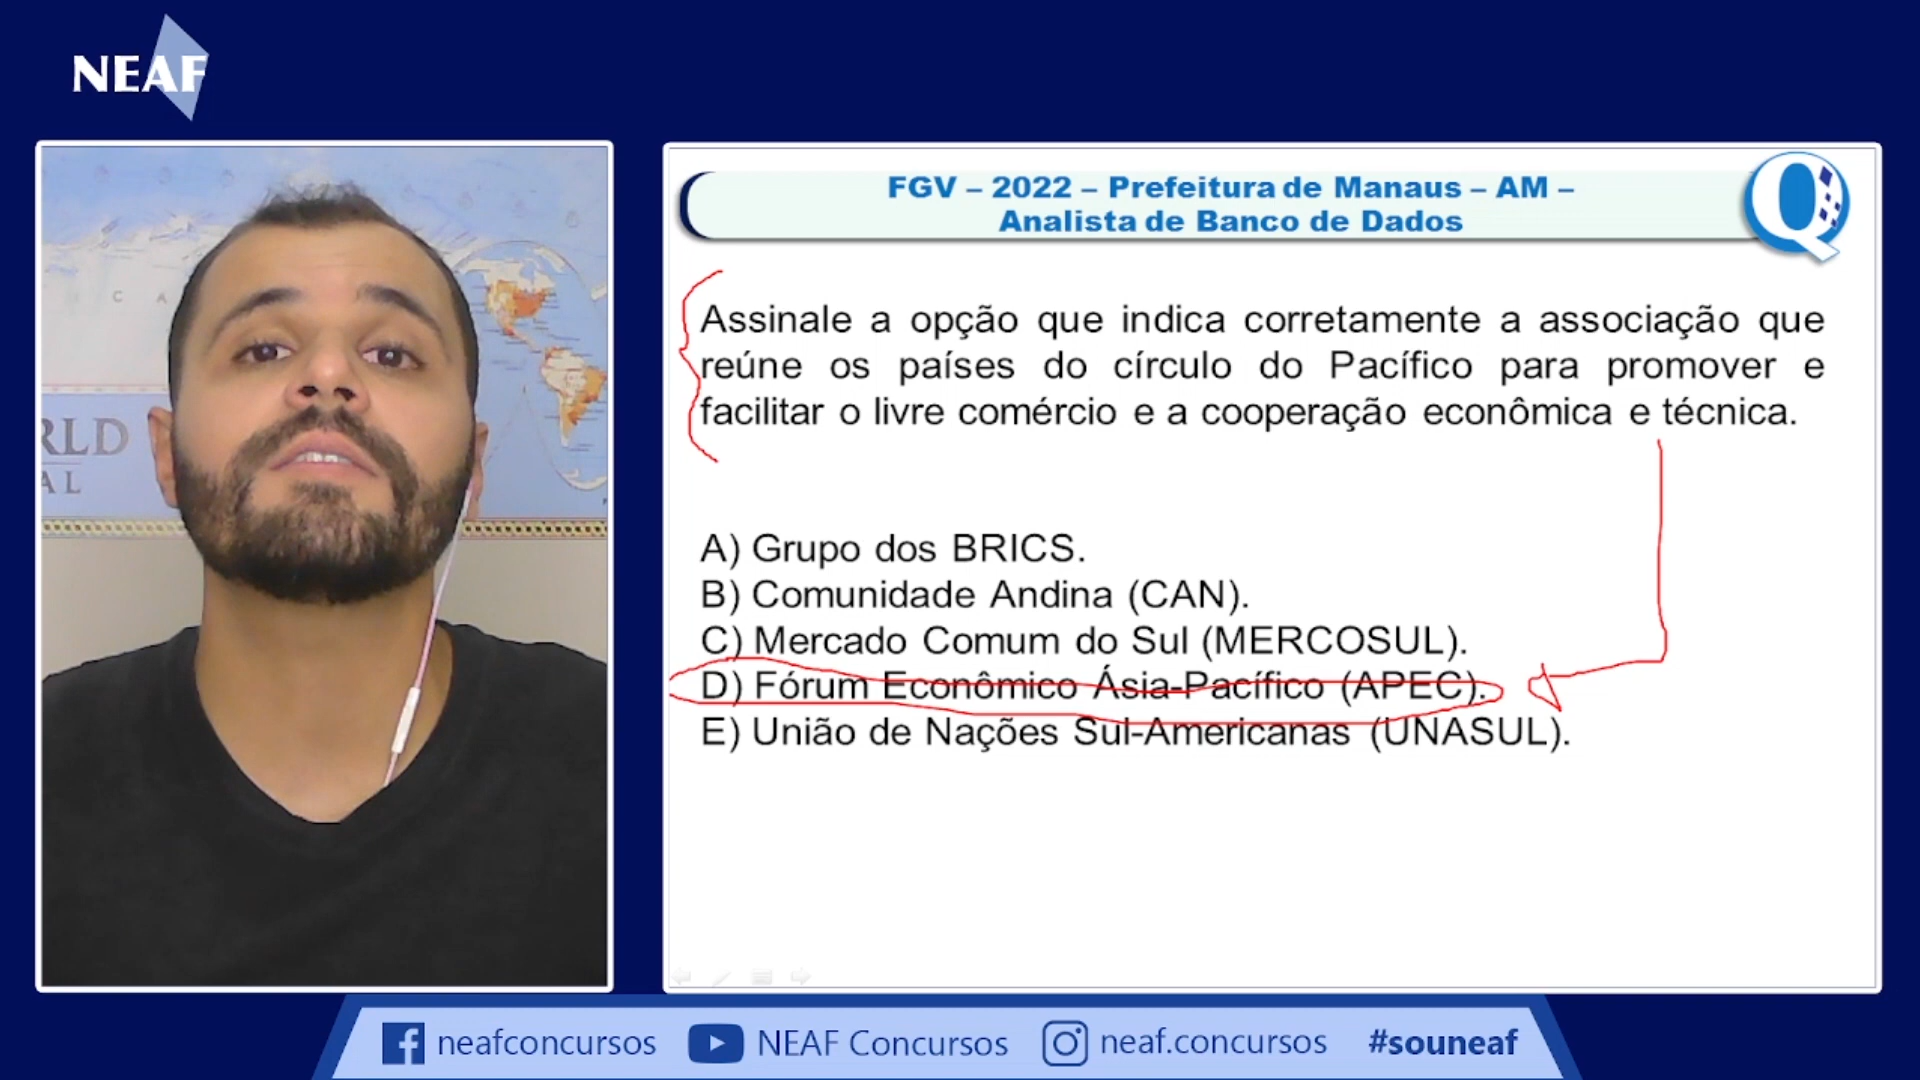 NEAF
RLD
AL
FGV – 2022 – Prefeitura de Manaus – AM –
Analista de Banco de Dados
Q
Assinale a opção que indica corretamente a associação que
reúne os países do círculo do Pacífico para promover e
facilitar o livre comércio e a cooperação econômica e técnica.
A) Grupo dos BRICS.
B) Comunidade Andina (CAN).
C) Mercado Comum do Sul (MERCOSUL).
D) Fórum Econômico Ásia-Pacífico (APEC).
E) União de Nações Sul-Americanas (UNASUL).
neafconcursos
NEAF Concursos
neaf.concursos
#souneaf